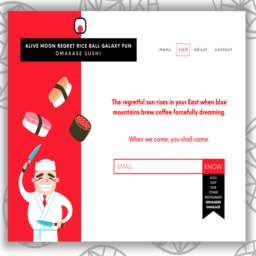 ALIVE MOON REGRET RICE BALL GALAXY FUN
OMAKASE SUSHI
menu visit about contact
The regretful sun rises in your East when blue
mountains brew coffee forcefully dreaming.
When we come, you shall come.
EMAIL KNOW
ALSO
VISIT
OUR
OTHER
RESTAURANT
OMAKASE